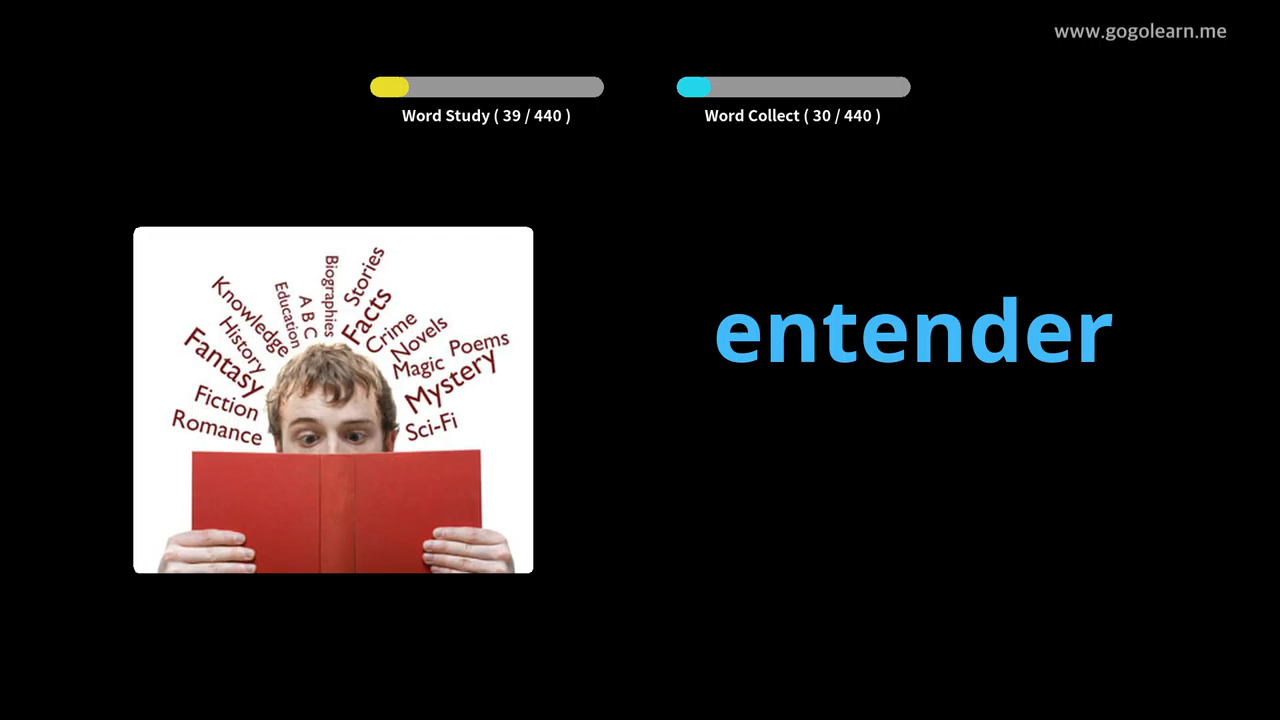 www.gogolearn.me
Word Study ( 39 / 440 )
Word Collect ( 30 / 440 )
entender
Biographies
Stories
Knowledge
Education
A B C
Facts
Crime
History
Novels
Poems
Fantasy
Magic
Mystery
Fiction
Romance
Sci-Fi